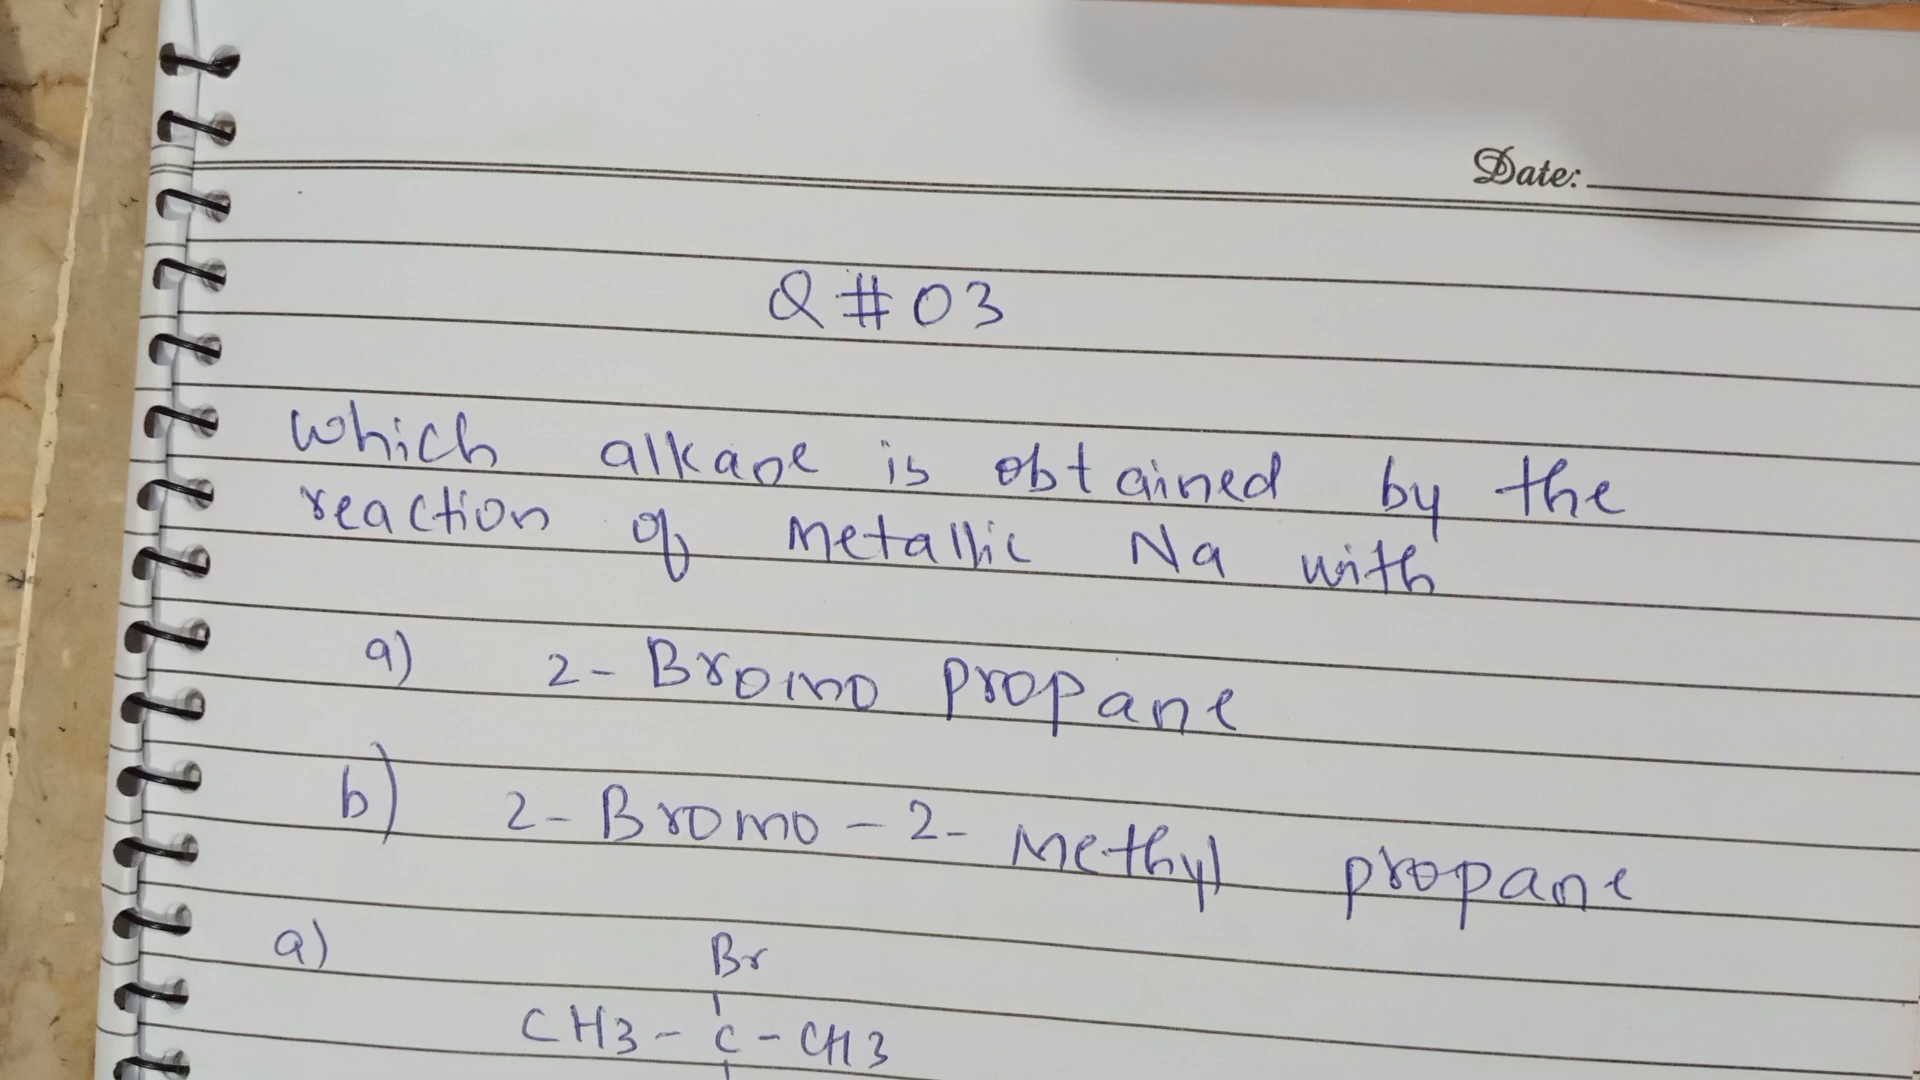 Date:
Q # 03
which alkane is obtained by the
reaction of Metallic Na with
a) 2- Bromo propane
b) 2- Bromo - 2- Methyl propane
a) Br
CH3 - C - CH3